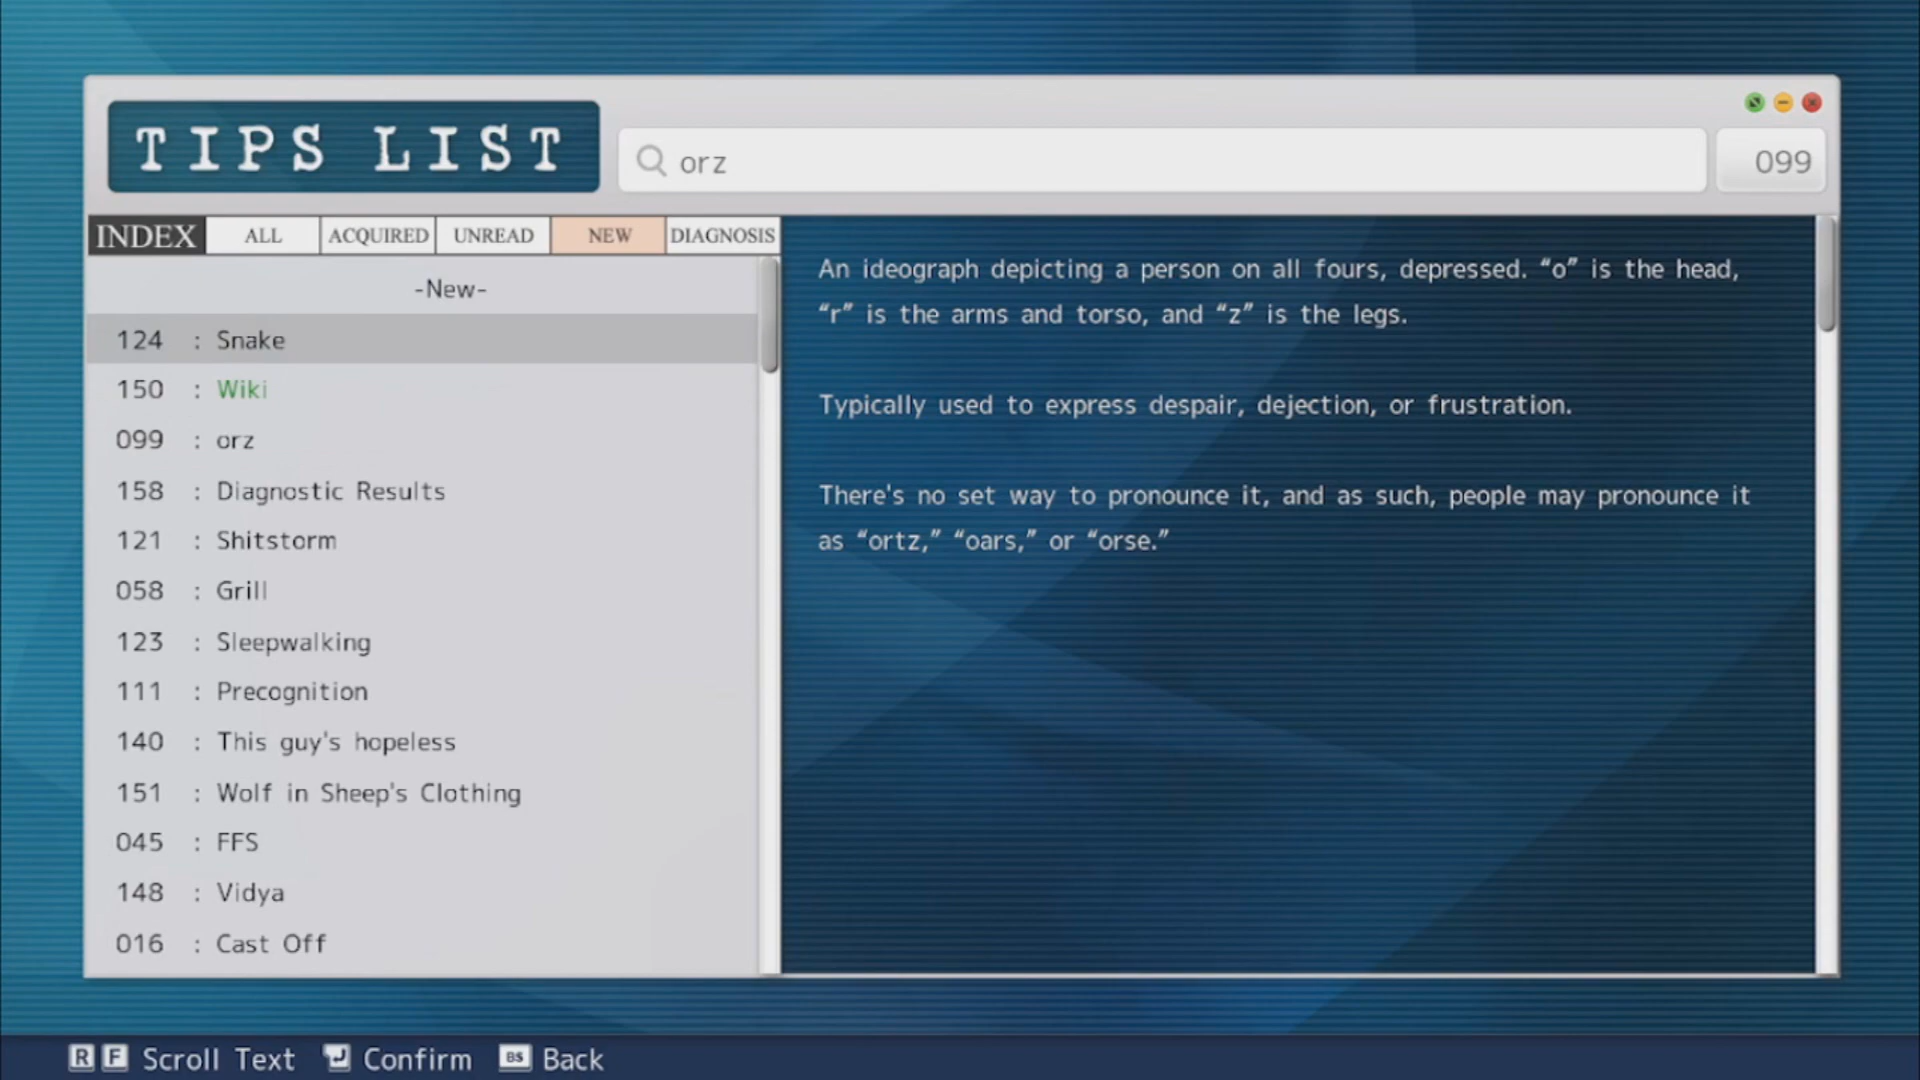 TIPS LIST
orz
099
INDEX ALL ACQUIRED UNREAD NEW DIAGNOSIS
-New-
124 : Snake
150 : Wiki
099 : orz
158 : Diagnostic Results
121 : Shitstorm
058 : Grill
123 : Sleepwalking
111 : Precognition
140 : This guy's hopeless
151 : Wolf in Sheep's Clothing
045 : FFS
148 : Vidya
016 : Cast Off
An ideograph depicting a person on all fours, depressed. “o” is the head,
“r” is the arms and torso, and “z” is the legs.
Typically used to express despair, dejection, or frustration.
There's no set way to pronounce it, and as such, people may pronounce it
as “ortz,” “oars,” or “orse.”
R F Scroll Text Confirm BS Back